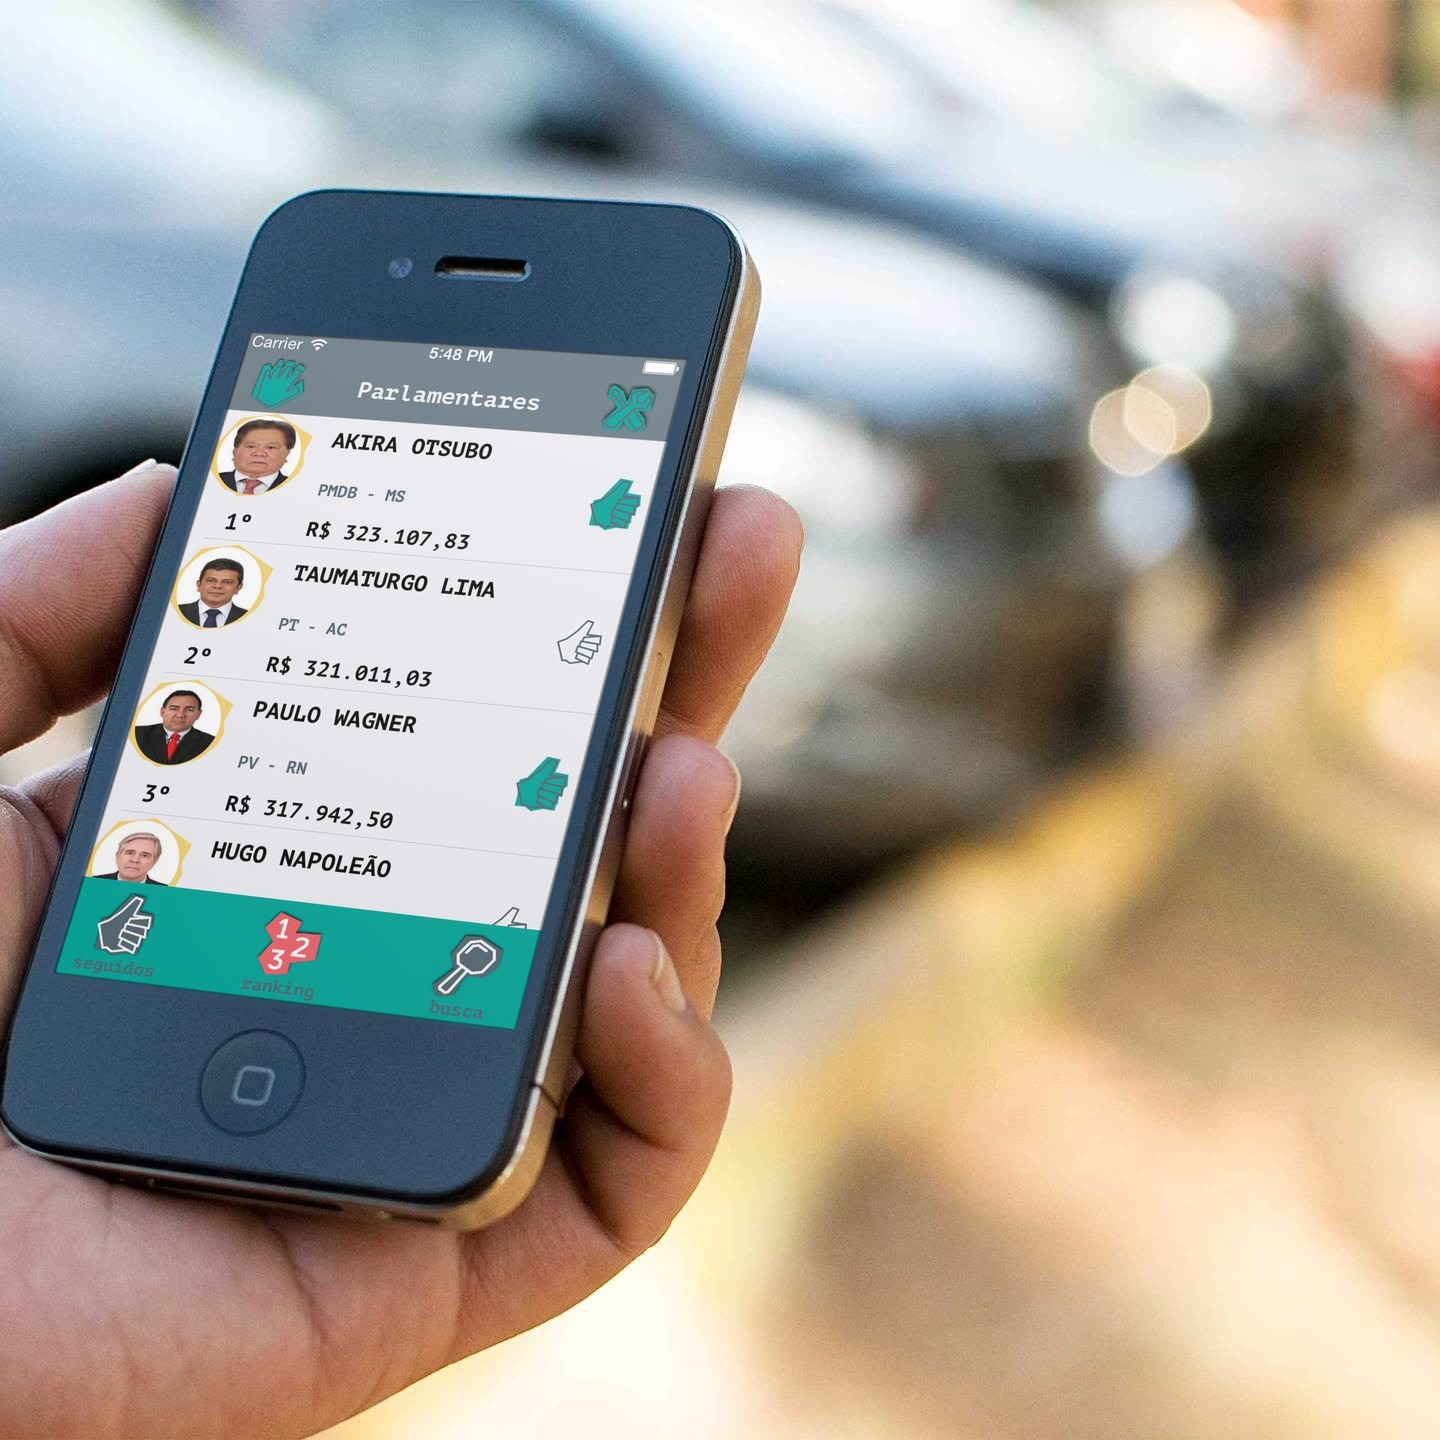 Carrier 5:48 PM
Parlamentares
AKIRA OTSUBO
PMDB - MS
1º R$ 323.107,83
TAUMATURGO LIMA
PT - AC
2º R$ 321.011,03
PAULO WAGNER
PV - RN
3º R$ 317.942,50
HUGO NAPOLEÃO
1 2 3
seguidos ranking busca